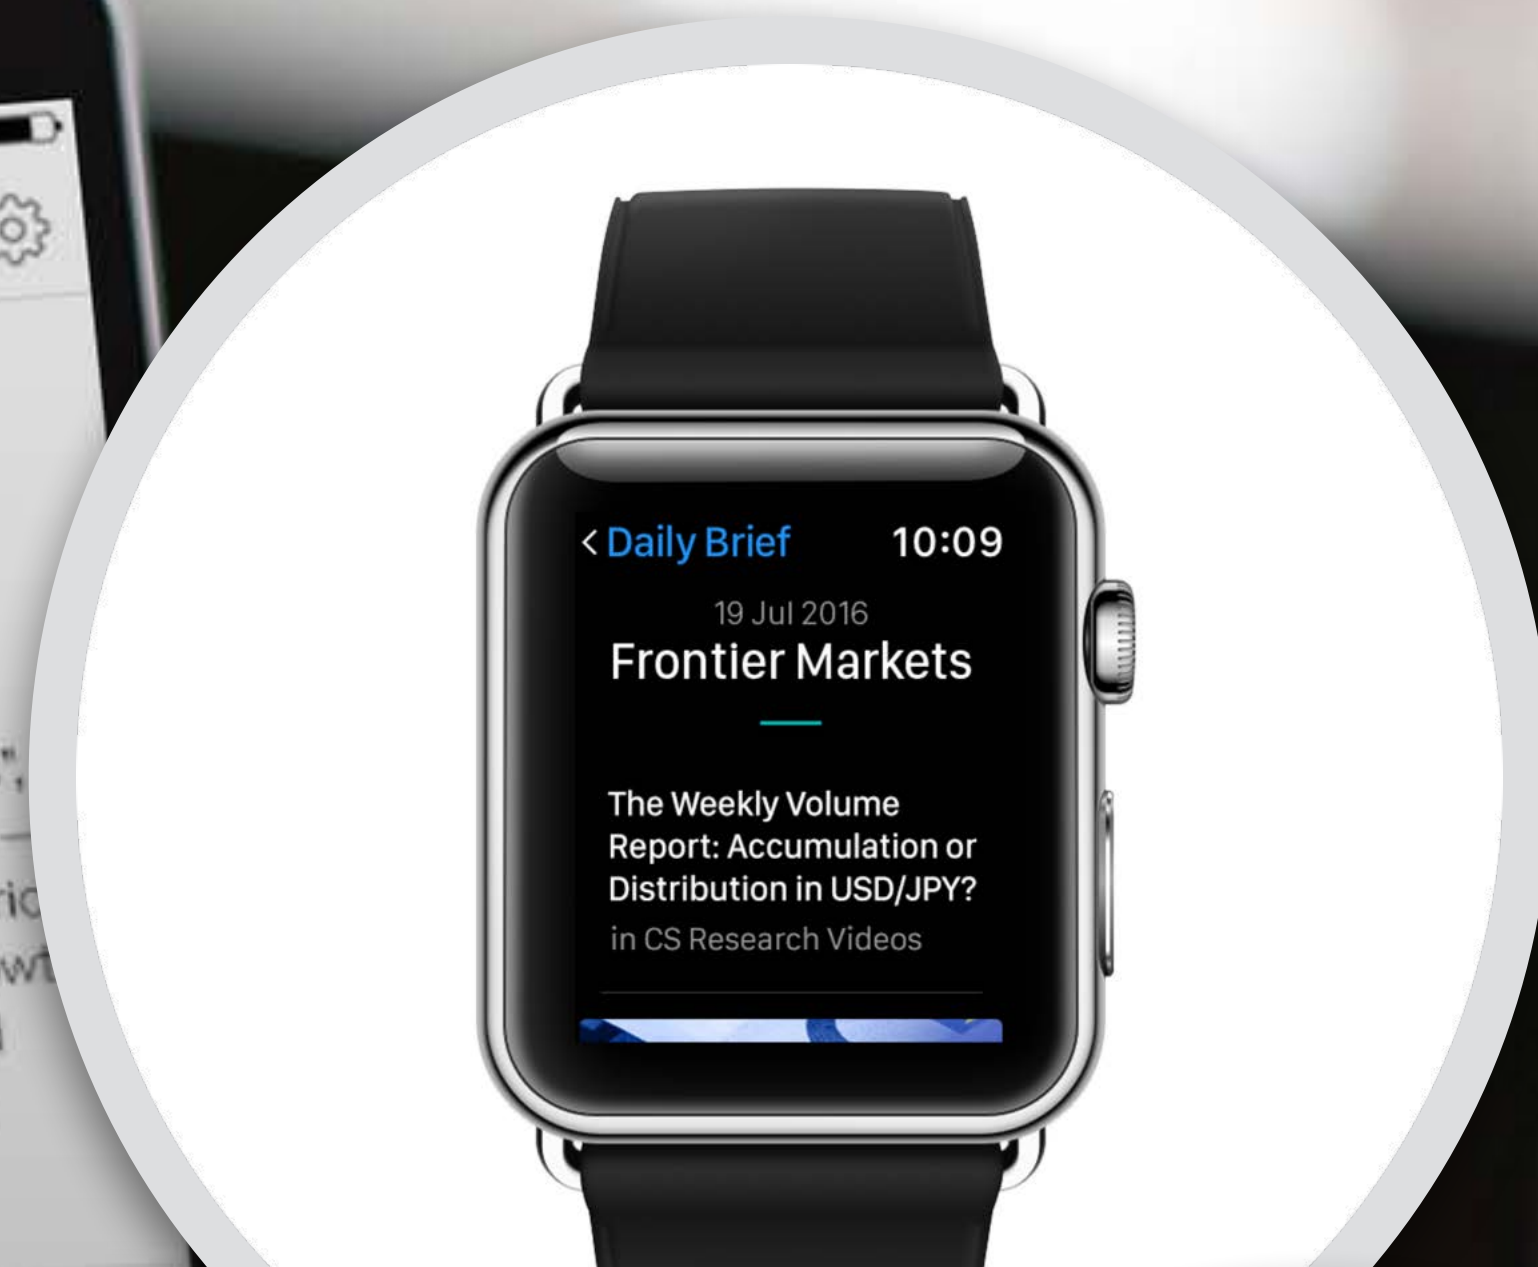 Daily Brief 10:09
19 Jul 2016
Frontier Markets
The Weekly Volume
Report: Accumulation or
Distribution in USD/JPY?
in CS Research Videos